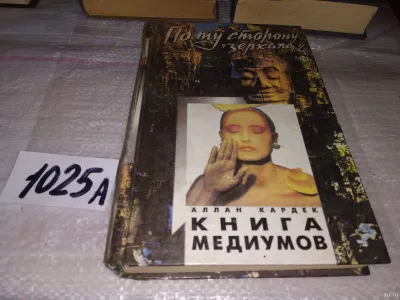 По ту сторону
зеркала
1025А
АЛЛАН КАРДЕК
КНИГА
МЕДИУМОВ